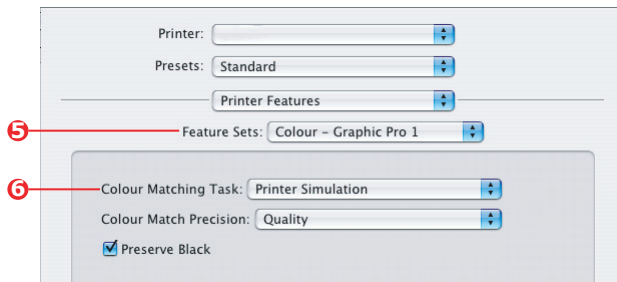 Printer:
Presets: Standard
Printer Features
5 Feature Sets: Colour – Graphic Pro 1
6 Colour Matching Task: Printer Simulation
Colour Match Precision: Quality
Preserve Black